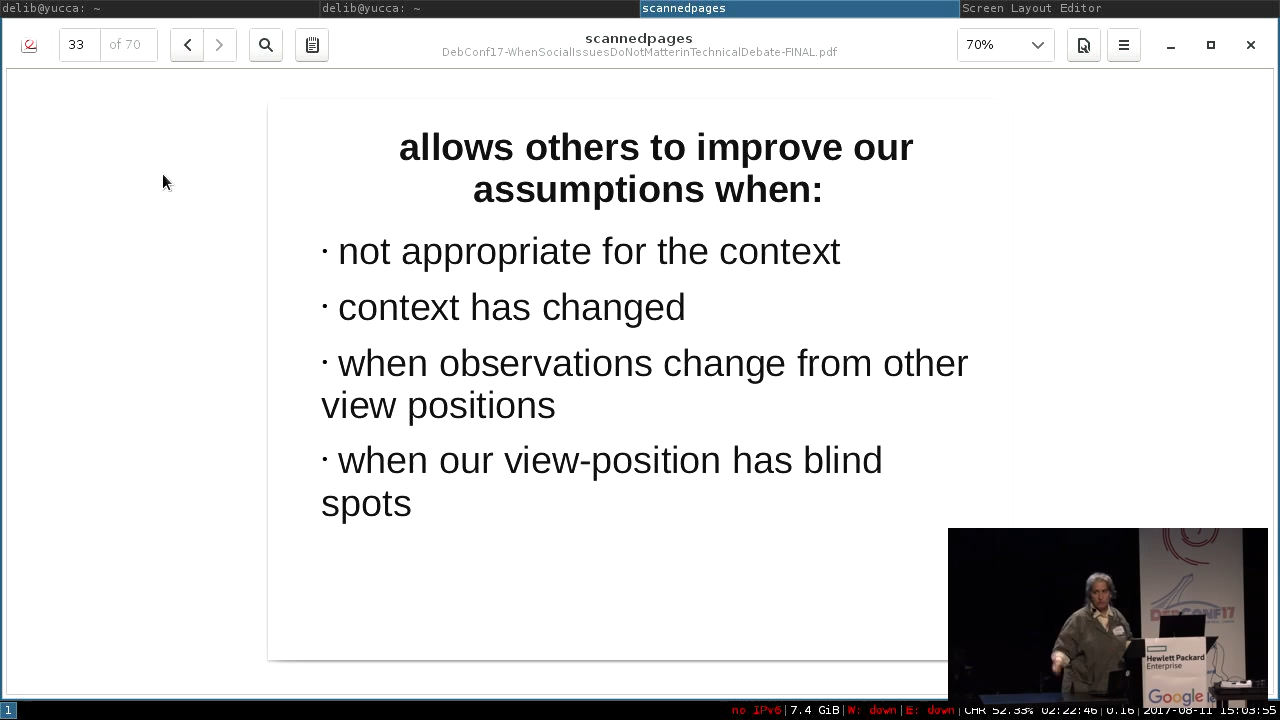 delib@yucca: ~
delib@yucca: ~
scannedpages
Screen Layout Editor
33
of 70
scannedpages
DebConf17-WhenSocialIssuesDoNotMatterinTechnicalDebate-FINAL.pdf
70%
allows others to improve our
assumptions when:
· not appropriate for the context
· context has changed
· when observations change from other
view positions
· when our view-position has blind
spots
DEBCONF17
Hewlett Packard
Enterprise
Google
1
no IPv6|7.4 GiB|W: down|E: down|CHR 52.33% 02:22:46|0.16|2017-08-11 15:03:55